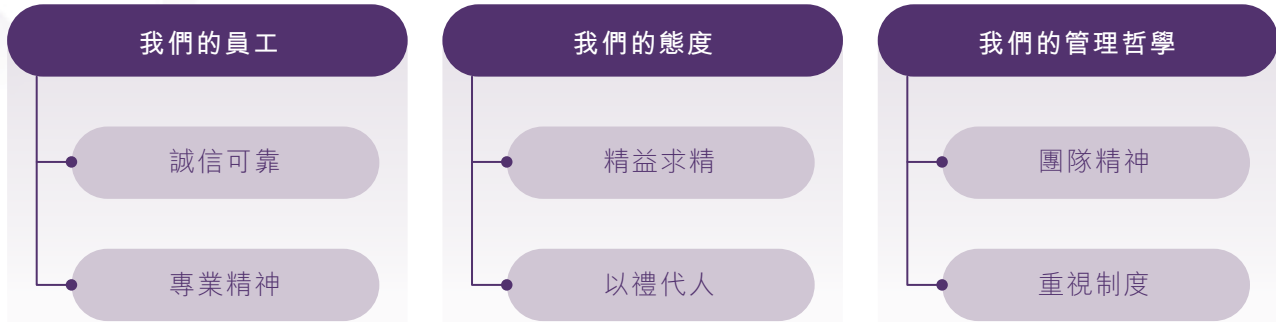 我們的員工
誠信可靠
專業精神
我們的態度
精益求精
以禮代人
我們的管理哲學
團隊精神
重視制度